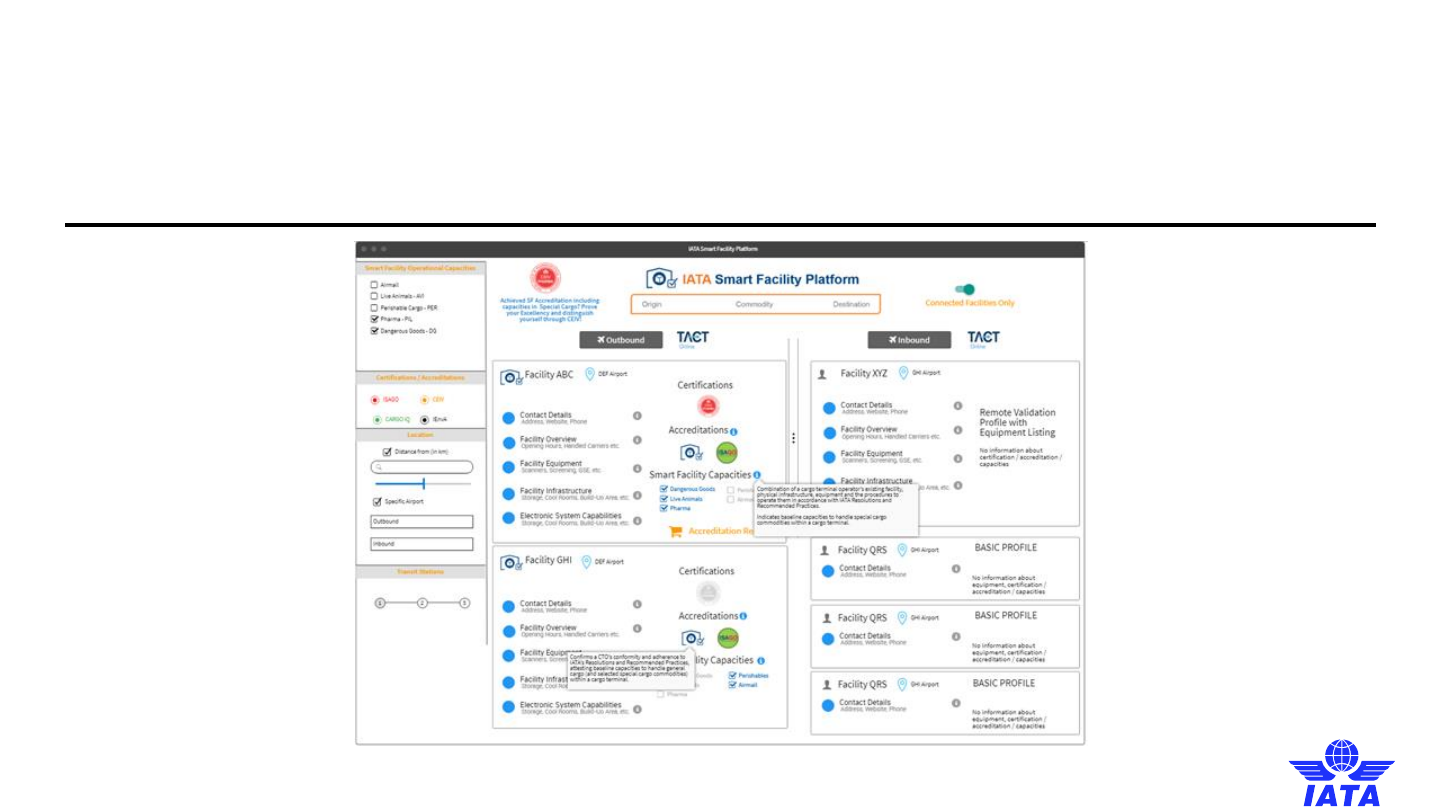 IATA Smart Facility Platform
Smart Facility Operational Capacities
Airmail
Live Animals - AVI
Perishable Cargo - PER
Pharma - PIL
Dangerous Goods - DG
Certifications / Accreditations
ISAGO
CEIV
CARGO-IQ
IEnvA
Location
Distance from (in km)
Specific Airport
Outbound
Inbound
Transit Stations
1
2
3
Achieved SF Accreditation including
capacities in Special Cargo? Prove
your Excellency and distinguish
yourself through CEIV!
IATA Smart Facility Platform
Origin Commodity Destination
Connected Facilities Only
Outbound
TACT
Online
Inbound
TACT
Online
Facility ABC
DEF Airport
Contact Details
Address, Website, Phone
Facility Overview
Opening Hours, Handled Carriers etc.
Facility Equipment
Scanners, Screening, GSE, etc.
Facility Infrastructure
Storage, Cool Rooms, Build-Up Area, etc.
Electronic System Capabilities
Storage, Cool Rooms, Build-Up Area, etc.
Certifications
Accreditations
ISAGO
Smart Facility Capacities
Dangerous Goods
Live Animals
Pharma
Accreditation Re
Combination of a cargo terminal operator's existing facility,
physical infrastructure, equipment and the procedures to
operate them in accordance with IATA Resolutions and
Recommended Practices.
Indicates baseline capacities to handle special cargo
commodities within a cargo terminal.
Facility GHI
DEF Airport
Contact Details
Address, Website, Phone
Facility Overview
Opening Hours, Handled Carriers etc.
Facility Equipm
Scanners, Screen
Facility Infrast
Storage, Cool Ro
Electronic System Capabilities
Storage, Cool Rooms, Build-Up Area, etc.
Certifications
Accreditations
ISAGO
ility Capacities
Perishables
Airmail
Pharma
Confirms a CTO's conformity and adherence to
IATA's Resolutions and Recommended Practices,
attesting baseline capacities to handle general
cargo (and selected special cargo commodities)
within a cargo terminal.
Facility XYZ
GHI Airport
Contact Details
Address, Website, Phone
Facility Overview
Opening Hours, Handled Carriers etc.
Facility Equipment
Scanners, Screening, GSE, etc.
Facility Infrastructure
Up Area, etc.
Remote Validation
Profile with
Equipment Listing
No information about
certification / accreditation /
capacities
Facility QRS
GHI Airport
Contact Details
Address, Website, Phone
BASIC PROFILE
No information about
equipment, certification /
accreditation / capacities
Facility QRS
GHI Airport
Contact Details
Address, Website, Phone
BASIC PROFILE
No information about
equipment, certification /
accreditation / capacities
Facility QRS
GHI Airport
Contact Details
Address, Website, Phone
BASIC PROFILE
No information about
equipment, certification /
accreditation / capacities
IATA